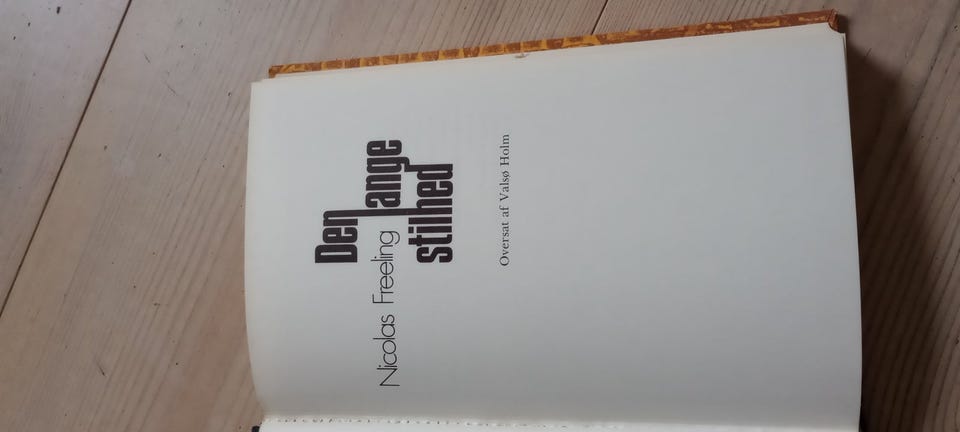 Den
Nicolas Freeling lange
stilhed
Oversat af Valsø Holm